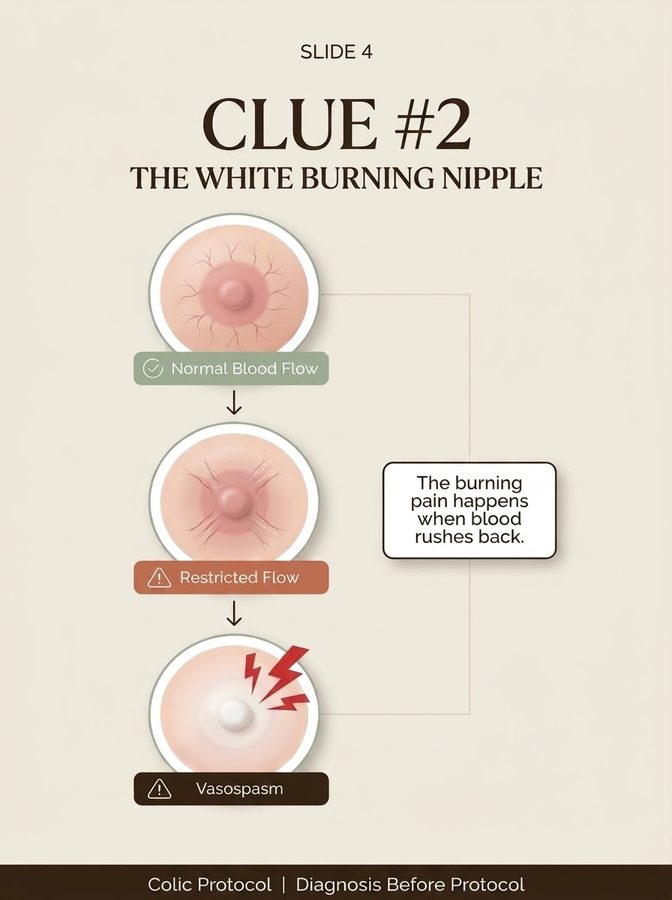 SLIDE 4
CLUE #2
THE WHITE BURNING NIPPLE
Normal Blood Flow
Restricted Flow
The burning
pain happens
when blood
rushes back.
Vasospasm
Colic Protocol | Diagnosis Before Protocol